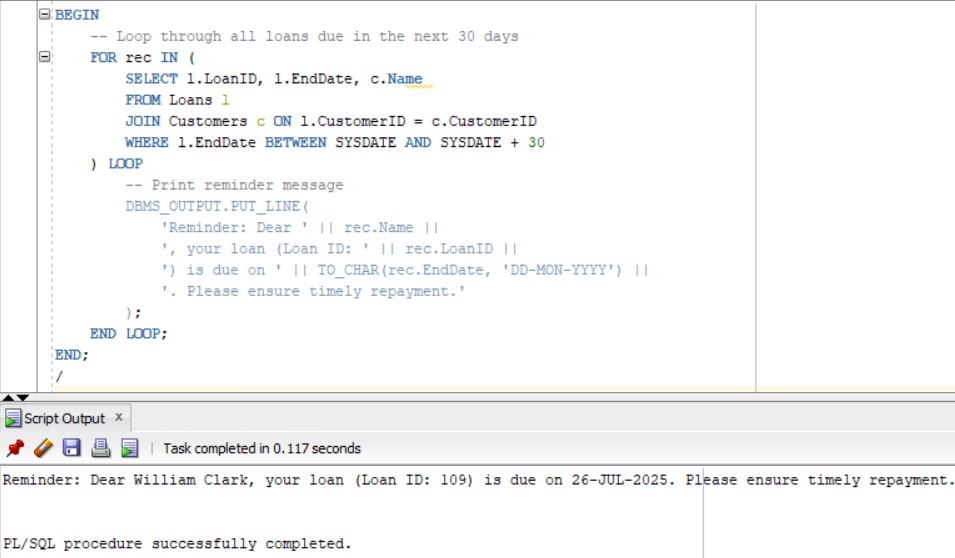 BEGIN
-- Loop through all loans due in the next 30 days
FOR rec IN (
SELECT l.LoanID, l.EndDate, c.Name
FROM Loans l
JOIN Customers c ON l.CustomerID = c.CustomerID
WHERE l.EndDate BETWEEN SYSDATE AND SYSDATE + 30
) LOOP
-- Print reminder message
DBMS_OUTPUT.PUT_LINE(
'Reminder: Dear ' || rec.Name ||
', your loan (Loan ID: ' || rec.LoanID ||
') is due on ' || TO_CHAR(rec.EndDate, 'DD-MON-YYYY') ||
'. Please ensure timely repayment.'
);
END LOOP;
END;
/
Script Output x
Task completed in 0.117 seconds
Reminder: Dear William Clark, your loan (Loan ID: 109) is due on 26-JUL-2025. Please ensure timely repayment.
PL/SQL procedure successfully completed.